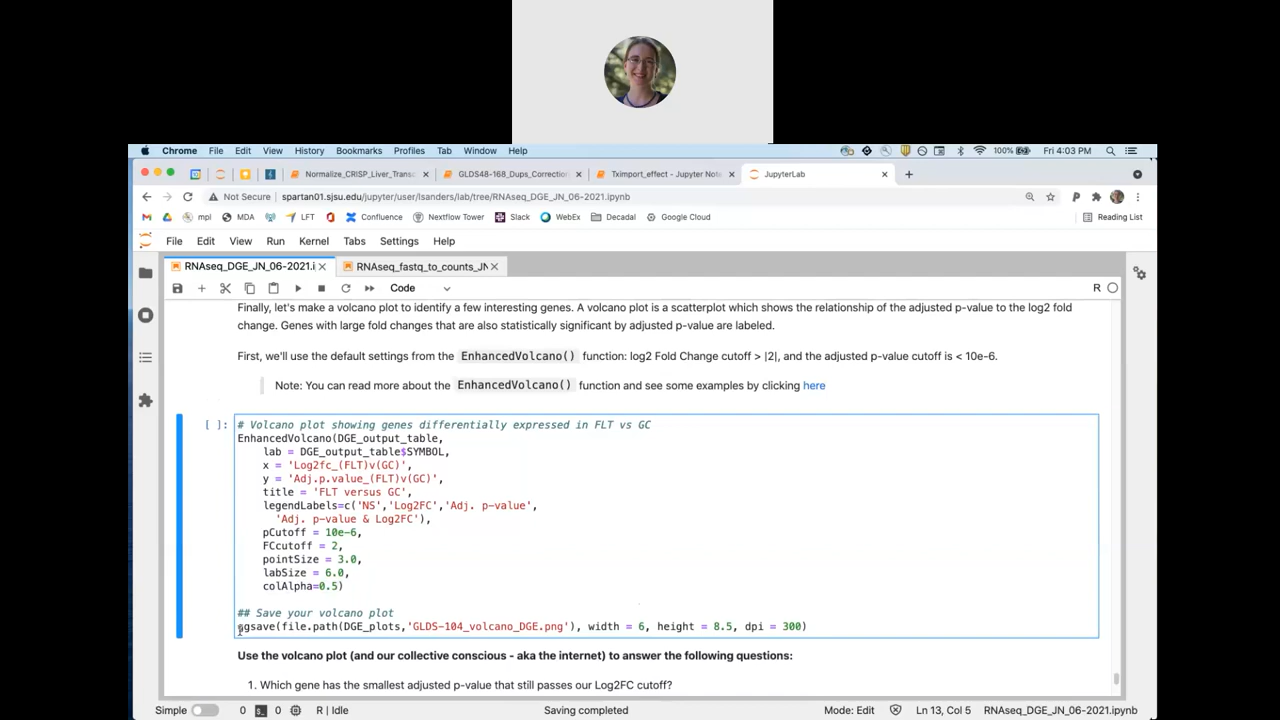 Chrome File Edit View History Bookmarks Profiles Tab Window Help 100% Fri 4:03 PM
Normalize_CRISP_Liver_Transc GLDS48-168_Dups_Correction Tximport_effect - Jupyter Note JupyterLab
Not Secure | spartan01.sjsu.edu/jupyter/user/lsanders/lab/tree/RNAseq_DGE_JN_06-2021.ipynb
mpl MDA LFT Confluence Nextflow Tower Slack WebEx Decadal Google Cloud Reading List
File Edit View Run Kernel Tabs Settings Help
RNAseq_DGE_JN_06-2021.i RNAseq_fastq_to_counts_JN
Code R
Finally, let's make a volcano plot to identify a few interesting genes. A volcano plot is a scatterplot which shows the relationship of the adjusted p-value to the log2 fold
change. Genes with large fold changes that are also statistically significant by adjusted p-value are labeled.
First, we'll use the default settings from the EnhancedVolcano() function: log2 Fold Change cutoff > |2|, and the adjusted p-value cutoff is < 10e-6.
Note: You can read more about the EnhancedVolcano() function and see some examples by clicking here
[ ]: # Volcano plot showing genes differentially expressed in FLT vs GC
EnhancedVolcano(DGE_output_table,
lab = DGE_output_table$SYMBOL,
x = 'Log2fc_(FLT)v(GC)',
y = 'Adj.p.value_(FLT)v(GC)',
title = 'FLT versus GC',
legendLabels=c('NS','Log2FC','Adj. p-value',
'Adj. p-value & Log2FC'),
pCutoff = 10e-6,
FCcutoff = 2,
pointSize = 3.0,
labSize = 6.0,
colAlpha=0.5)
## Save your volcano plot
ggsave(file.path(DGE_plots,'GLDS-104_volcano_DGE.png'), width = 6, height = 8.5, dpi = 300)
Use the volcano plot (and our collective conscious - aka the internet) to answer the following questions:
1. Which gene has the smallest adjusted p-value that still passes our Log2FC cutoff?
Simple 0 0 R | Idle Saving completed Mode: Edit Ln 13, Col 5 RNAseq_DGE_JN_06-2021.ipynb